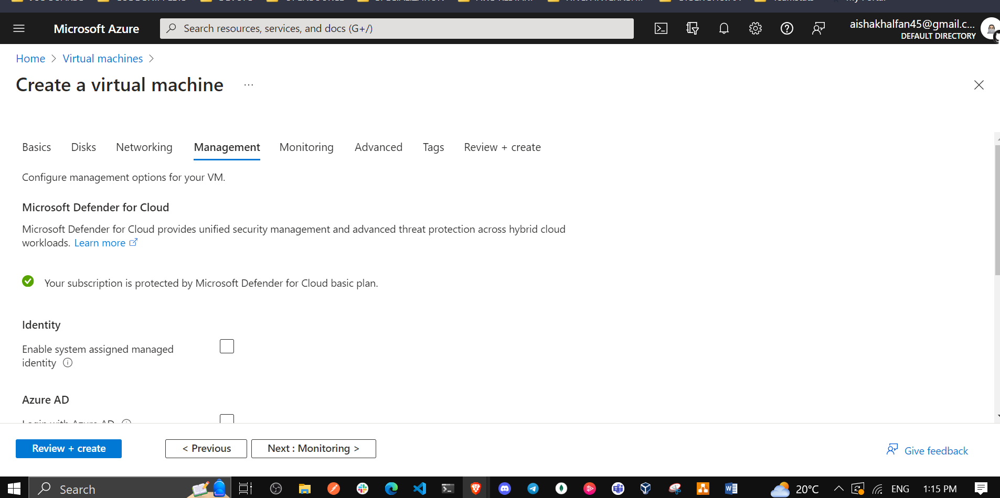 Microsoft Azure
Search resources, services, and docs (G+/)
aishakhalfan45@gmail.c...
DEFAULT DIRECTORY
Home > Virtual machines >
Create a virtual machine ...
Basics Disks Networking Management Monitoring Advanced Tags Review + create
Configure management options for your VM.
Microsoft Defender for Cloud
Microsoft Defender for Cloud provides unified security management and advanced threat protection across hybrid cloud
workloads. Learn more
Your subscription is protected by Microsoft Defender for Cloud basic plan.
Identity
Enable system assigned managed
identity
Azure AD
Login with Azure AD
Review + create < Previous Next : Monitoring > Give feedback
Search 20°C ENG 1:15 PM